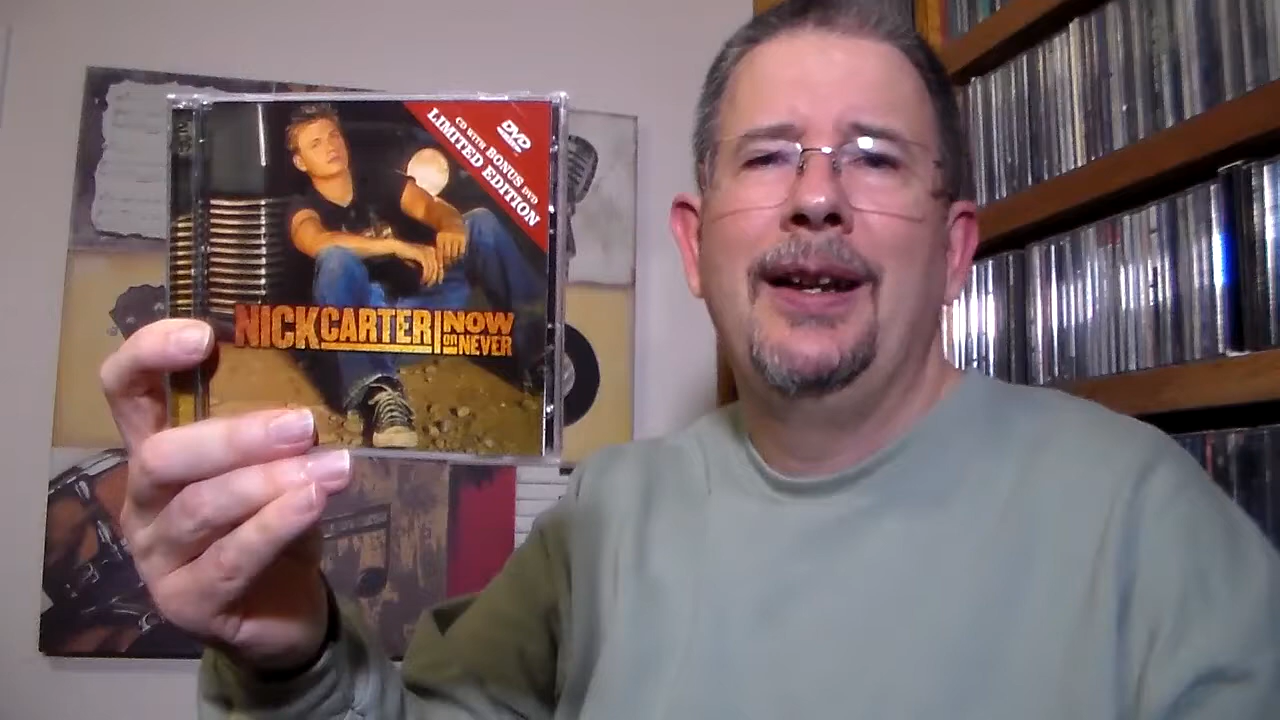 DVD
CD WITH BONUS DVD
LIMITED EDITION
NICK CARTER NOW
OR NEVER